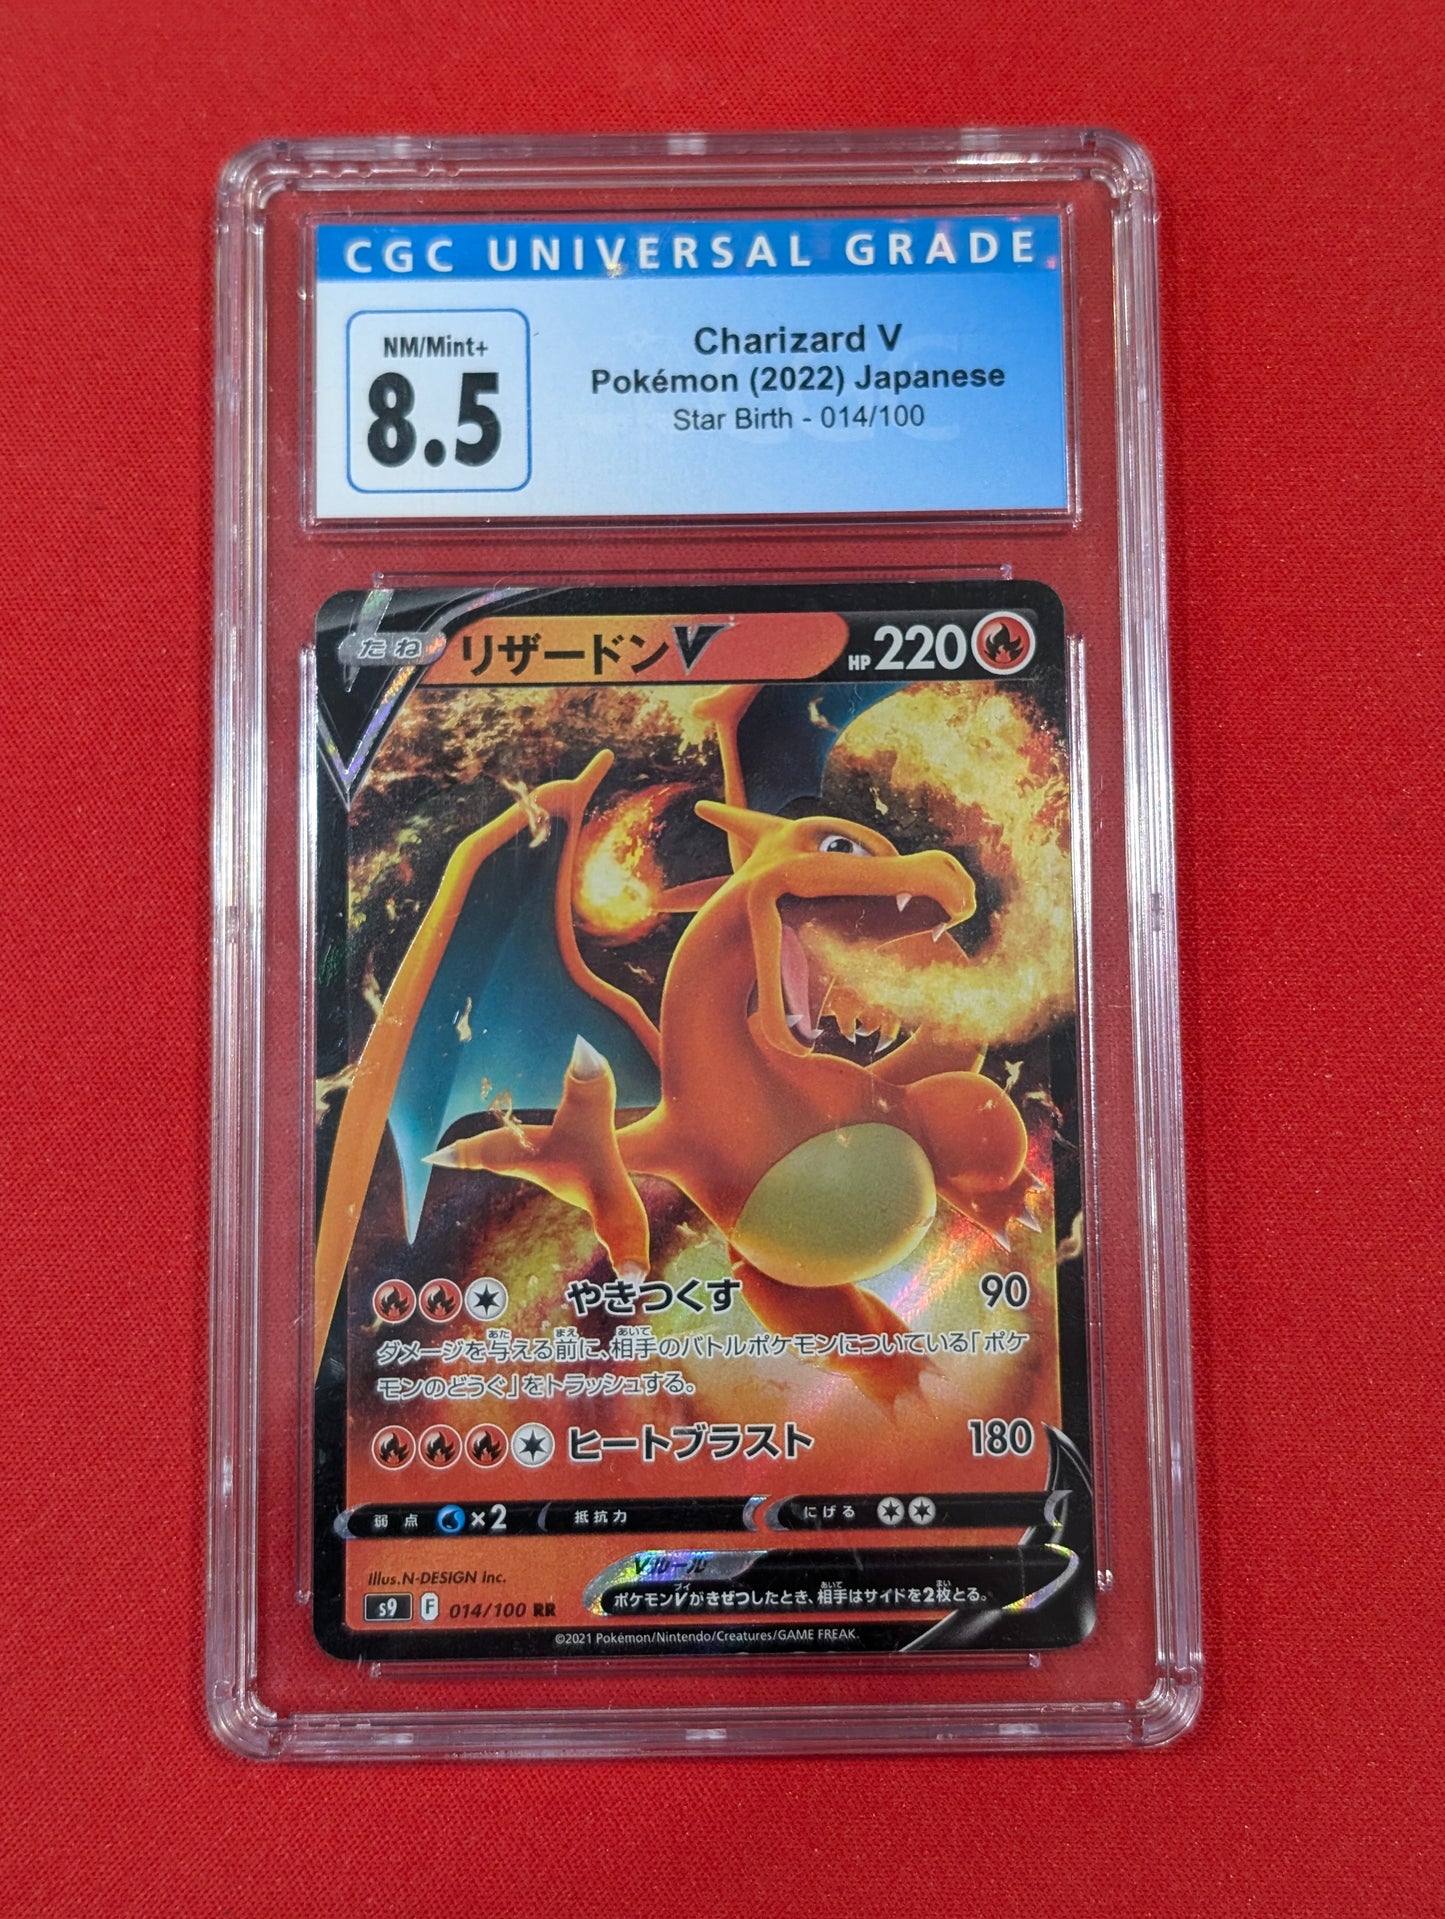 CGC UNIVERSAL GRADE
NM/Mint+
8.5
Charizard V
Pokémon (2022) Japanese
Star Birth - 014/100
たね リザードンV HP 220
やきつくす 90
ダメージを与える前に、相手のバトルポケモンについている「ポケ
モンのどうぐ」をトラッシュする。
ヒートブラスト 180
弱点 ×2 抵抗力 にげる
Vルール
ポケモンVがきぜつしたとき、相手はサイドを2枚とる。
Illus.N-DESIGN Inc.
s9 F 014/100 RR
©2021 Pokémon/Nintendo/Creatures/GAME FREAK.